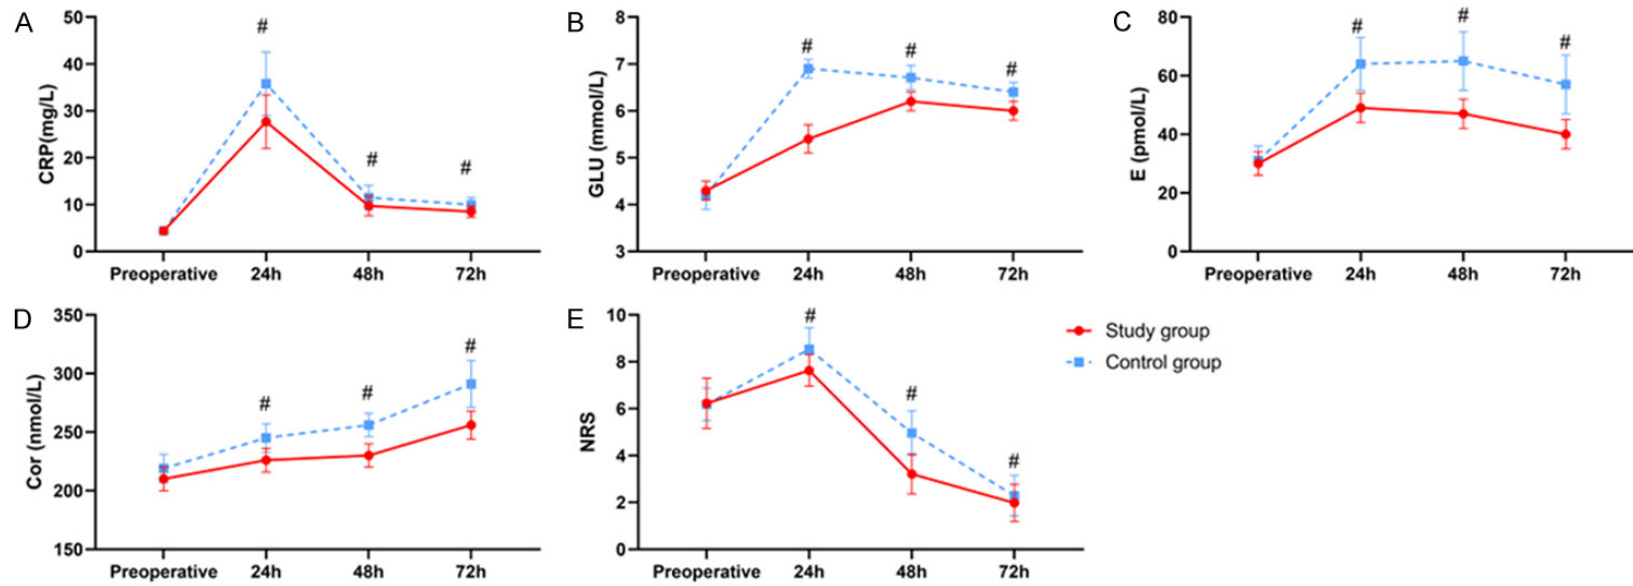 A
CRP(mg/L)
50
40
30
20
10
0
#
#
#
Preoperative 24h 48h 72h
B
GLU (mmol/L)
8
7
6
5
4
3
#
#
#
Preoperative 24h 48h 72h
C
E (pmol/L)
80
60
40
20
0
#
#
#
Preoperative 24h 48h 72h
D
Cor (nmol/L)
350
300
250
200
150
#
#
#
Preoperative 24h 48h 72h
E
NRS
10
8
6
4
2
0
#
#
#
Preoperative 24h 48h 72h
Study group
Control group